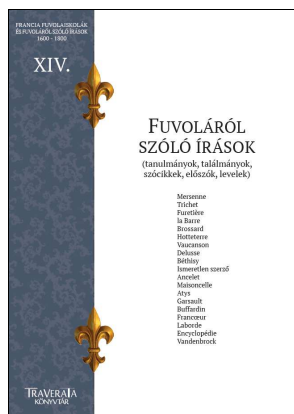 FRANCIA FUVOLAISKOLÁK
ÉS FUVOLÁRÓL SZÓLÓ ÍRÁSOK
1600 - 1800
XIV.
FUVOLÁRÓL
SZÓLÓ ÍRÁSOK
(tanulmányok, találmányok,
szócikkek, előszók, levelek)
Mersenne
Trichet
Furetière
la Barre
Brossard
Hotteterre
Vaucanson
Delusse
Béthisy
Ismeretlen szerző
Ancelet
Maisoncelle
Atys
Garsault
Buffardin
Francœur
Laborde
Encyclopédie
Vandenbrock
TRAVERATA
KÖNYVTÁR